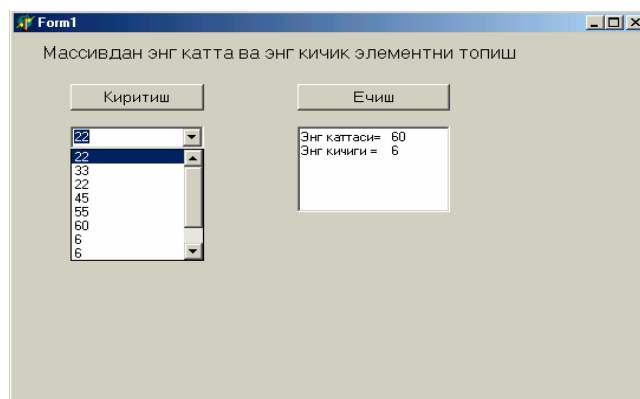 Form1
Массивдан энг катта ва энг кичик элементни топиш
Киритиш
Ечиш
22
22
33
22
45
55
60
6
6
Энг каттаси= 60
Энг кичиги = 6